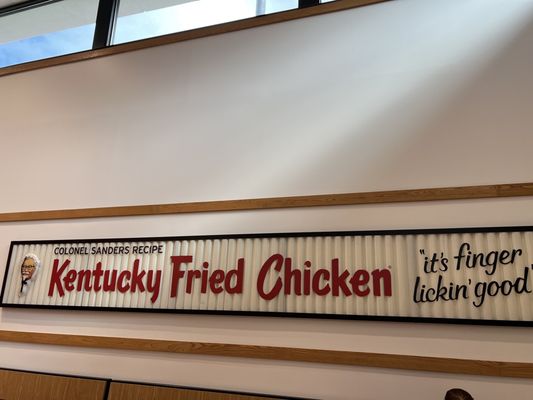 COLONEL SANDERS RECIPE
Kentucky Fried Chicken
"it's finger
lickin' good"